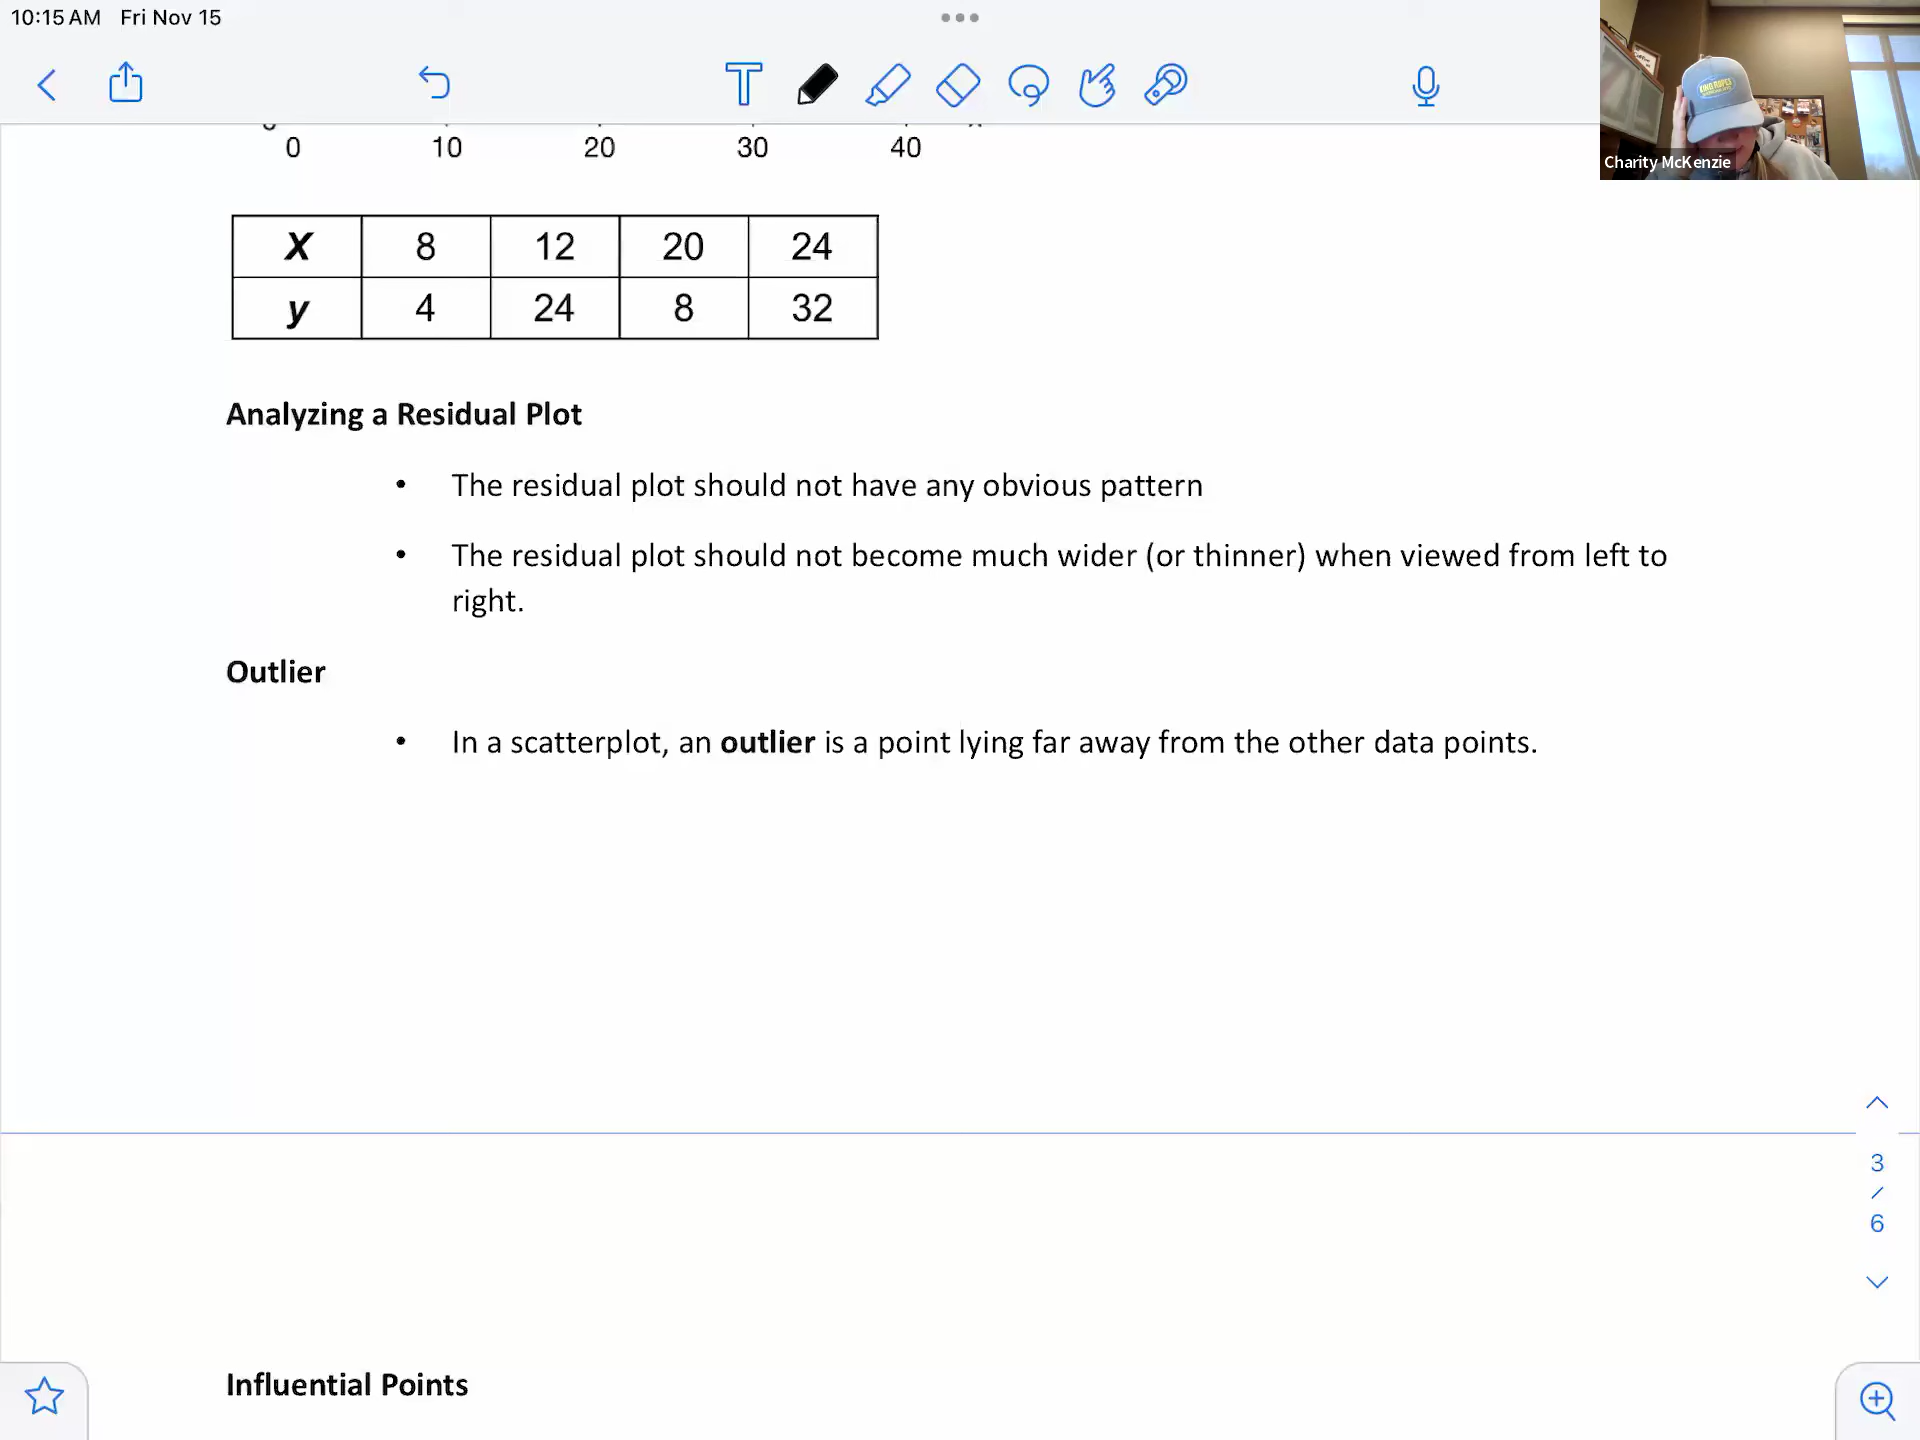 10:15 AM Fri Nov 15
Charity McKenzie
0 10 20 30 40
X 8 12 20 24
y 4 24 8 32
Analyzing a Residual Plot
• The residual plot should not have any obvious pattern
• The residual plot should not become much wider (or thinner) when viewed from left to
right.
Outlier
• In a scatterplot, an outlier is a point lying far away from the other data points.
3
/
6
Influential Points